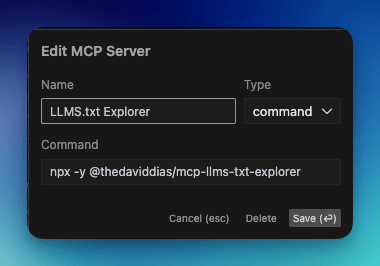 Edit MCP Server
Name
Type
LLMS.txt Explorer
command
Command
npx -y @thedaviddias/mcp-llms-txt-explorer
Cancel (esc)
Delete
Save (⏎)